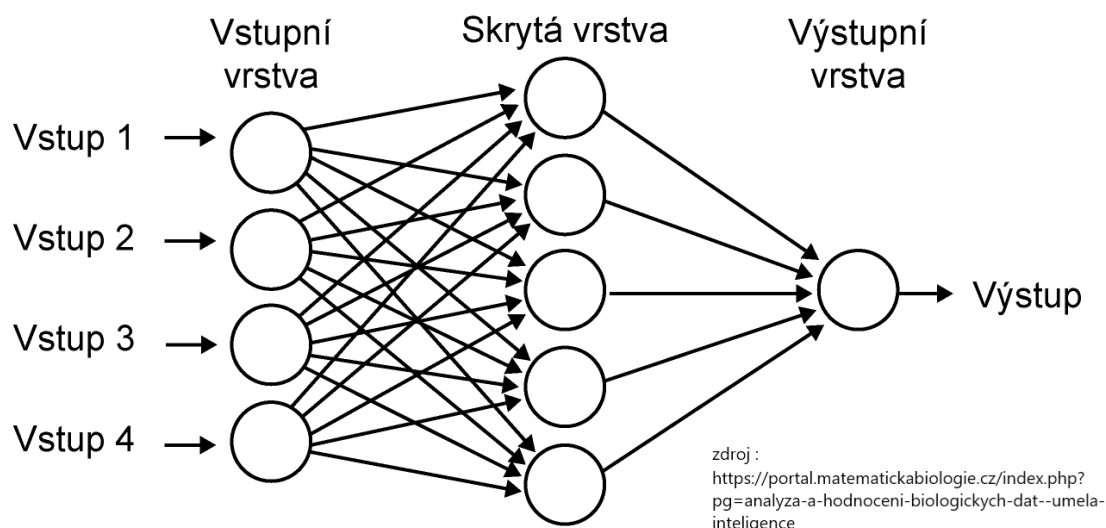 Vstupní
vrstva
Skrytá vrstva
Výstupní
vrstva
Vstup 1
Vstup 2
Vstup 3
Vstup 4
Výstup
zdroj :
https://portal.matematickabiologie.cz/index.php?
pg=analyza-a-hodnoceni-biologickych-dat--umela-
inteligence